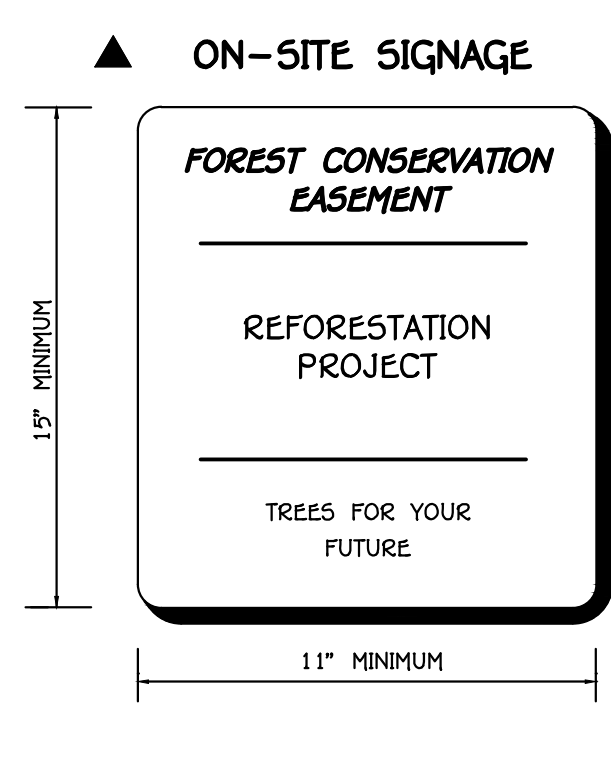 ON-SITE SIGNAGE
FOREST CONSERVATION
EASEMENT
REFORESTATION
PROJECT
TREES FOR YOUR
FUTURE
15" MINIMUM
11" MINIMUM